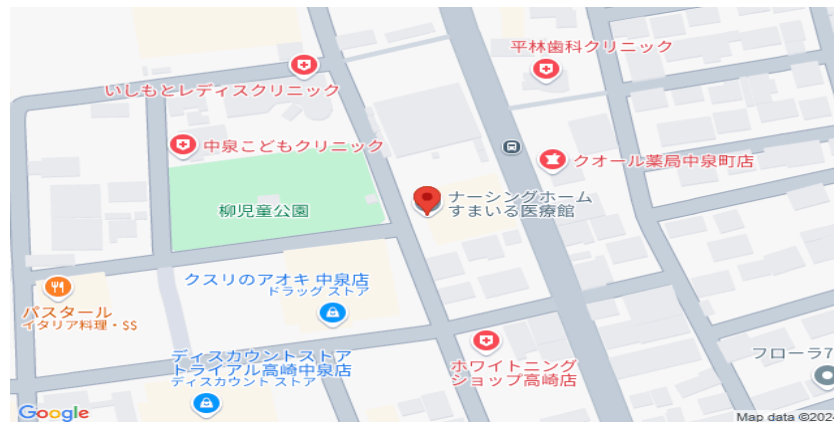 平林歯科クリニック
いしもとレディスクリニック
中泉こどもクリニック
クオール薬局中泉町店
ナーシングホーム
すまいる医療館
柳児童公園
クスリのアオキ 中泉店
ドラッグ ストア
パスタール
イタリア料理・$$
ディスカウントストア
トライアル高崎中泉店
ディスカウント ストア
ホワイトニング
ショップ高崎店
フローラ7
Google
Map data ©2024